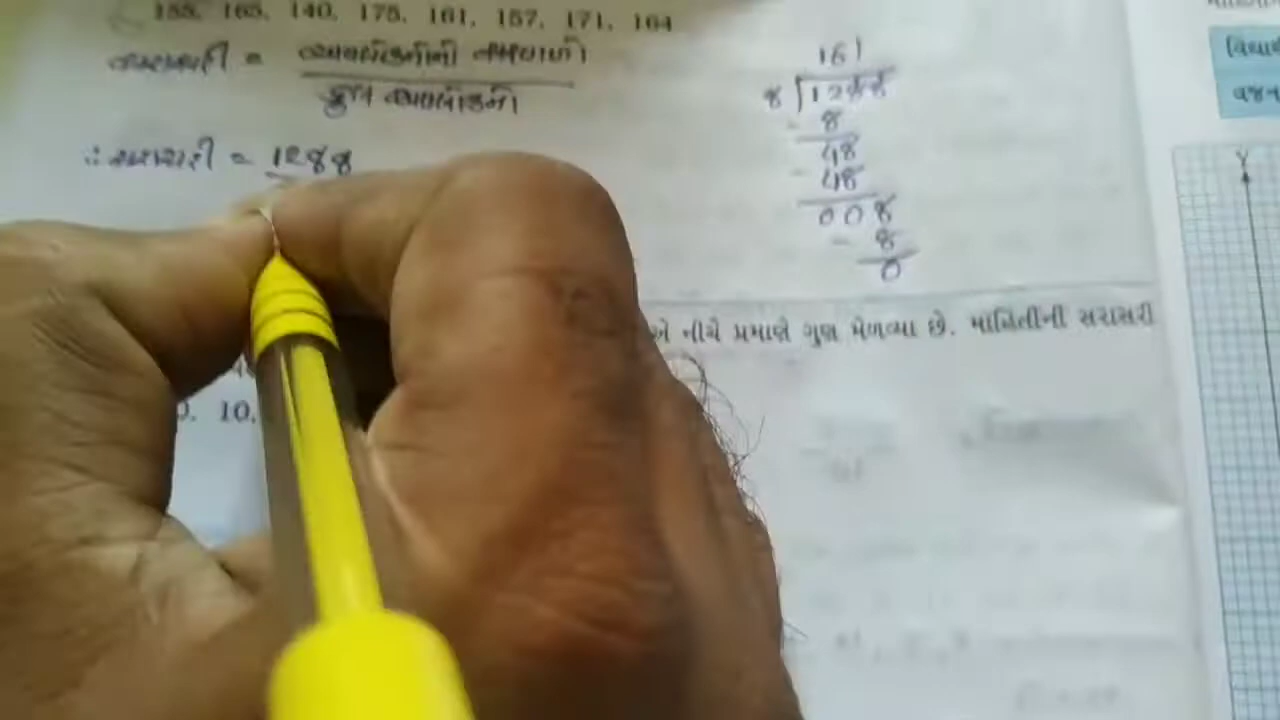 155, 165, 140, 175, 161, 157, 171, 164
સરાસરી = અવલોકનોનો સરવાળો
કુલ અવલોકનો
∴ સરાસરી = 1288
161
8 1288
- 8
48
- 48
008
- 8
0
એ નીચે પ્રમાણે ગુણ મેળવ્યા છે. માહિતીની સરાસરી
10,
Y